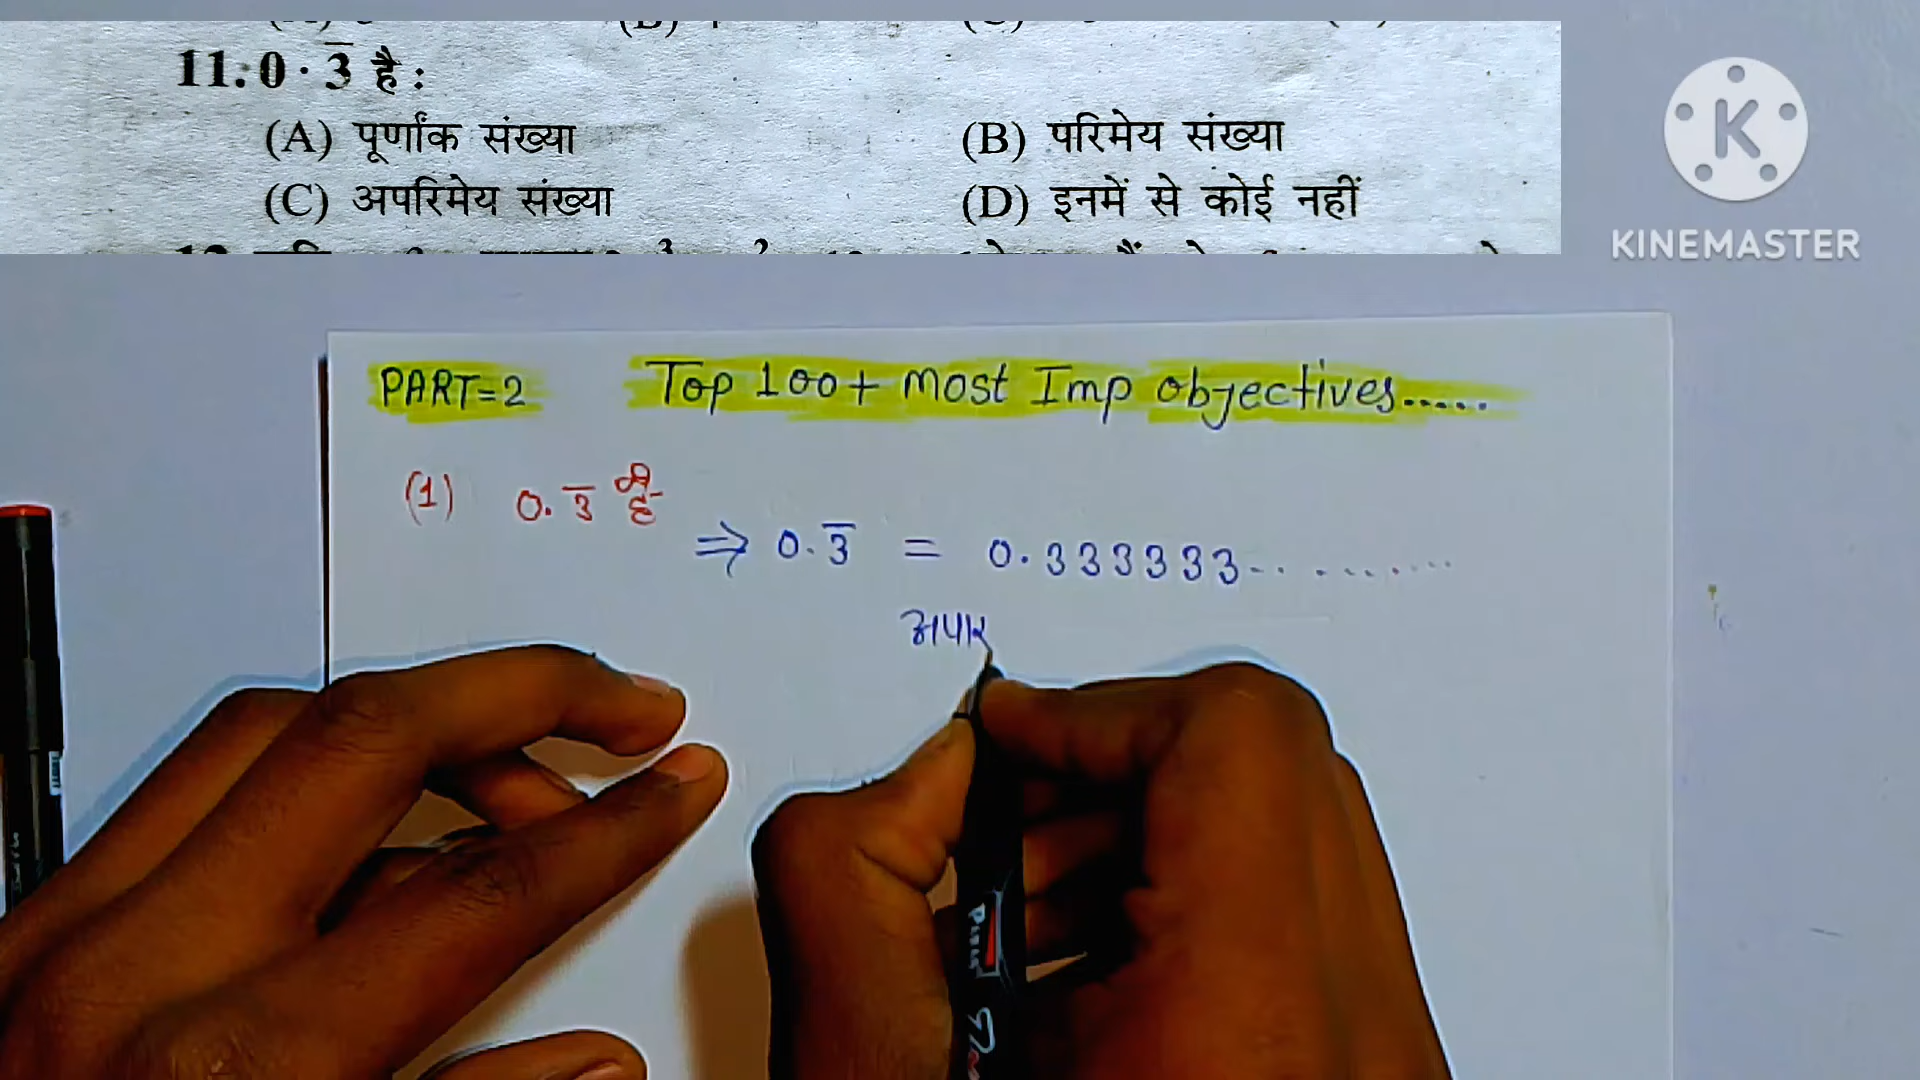 11. 0·3̅ है :
(A) पूर्णांक संख्या
(B) परिमेय संख्या
(C) अपरिमेय संख्या
(D) इनमें से कोई नहीं
KINEMASTER
PART=2 Top 100+ most Imp objectives.....
(1) 0.3̅ है
⇒ 0.3̅ = 0.333333...........
अपरि